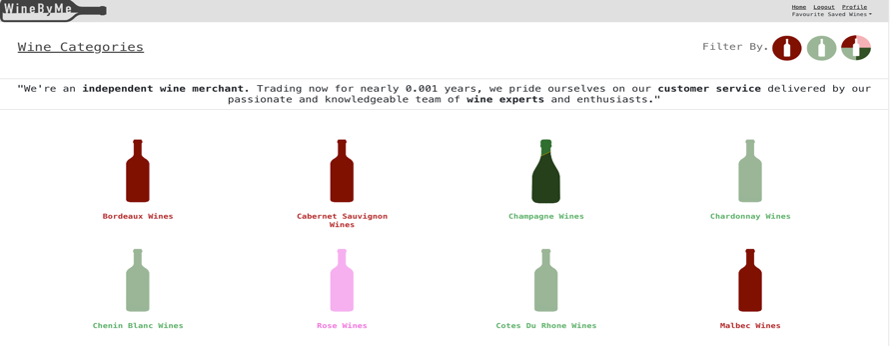 WineByMe
Home Logout Profile
Favourite Saved Wines
Wine Categories
Filter By.
"We're an independent wine merchant. Trading now for nearly 0.001 years, we pride ourselves on our customer service delivered by our
passionate and knowledgeable team of wine experts and enthusiasts."
Bordeaux Wines
Cabernet Sauvignon
Wines
Champagne Wines
Chardonnay Wines
Chenin Blanc Wines
Rose Wines
Cotes Du Rhone Wines
Malbec Wines